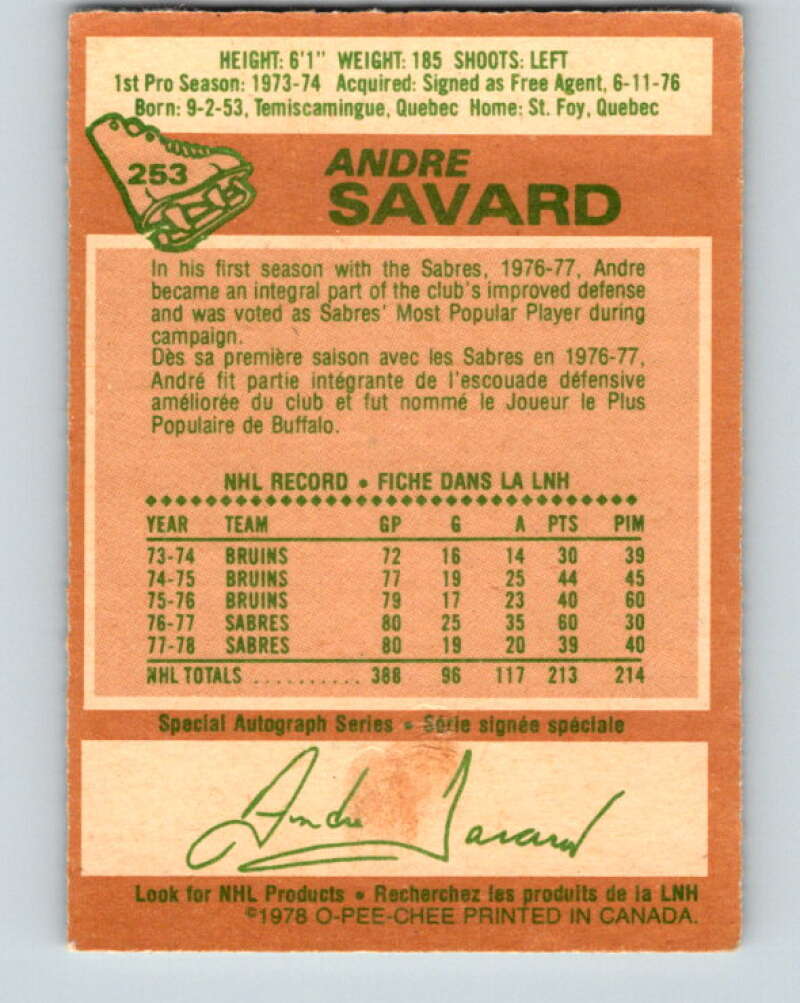 HEIGHT: 6'1" WEIGHT: 185 SHOOTS: LEFT
1st Pro Season: 1973-74 Acquired: Signed as Free Agent, 6-11-76
Born: 9-2-53, Temiscamingue, Quebec Home: St. Foy, Quebec
253
ANDRE
SAVARD
In his first season with the Sabres, 1976-77, Andre
became an integral part of the club's improved defense
and was voted as Sabres' Most Popular Player during
campaign.
Dès sa première saison avec les Sabres en 1976-77,
André fit partie intégrante de l'escouade défensive
améliorée du club et fut nommé le Joueur le Plus
Populaire de Buffalo.
NHL RECORD • FICHE DANS LA LNH
YEAR TEAM GP G A PTS PIM
73-74 BRUINS 72 16 14 30 39
74-75 BRUINS 77 19 25 44 45
75-76 BRUINS 79 17 23 40 60
76-77 SABRES 80 25 35 60 30
77-78 SABRES 80 19 20 39 40
NHL TOTALS .......... 388 96 117 213 214
Special Autograph Series • Série signée spéciale
Andre Savard
Look for NHL Products • Recherchez les produits de la LNH
©1978 O-PEE-CHEE PRINTED IN CANADA.